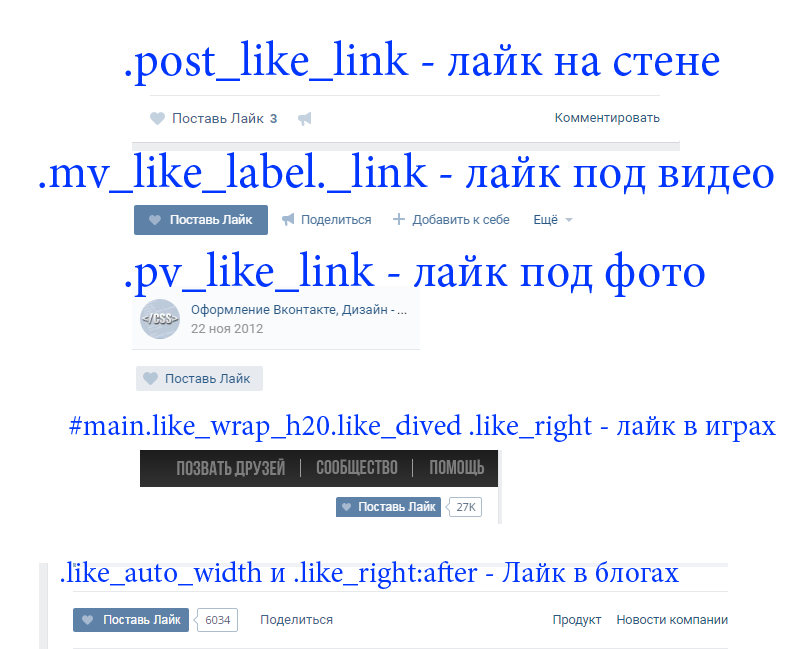 .post_like_link - лайк на стене
Поставь Лайк 3 Комментировать
.mv_like_label._link - лайк под видео
Поставь Лайк Поделиться Добавить к себе Ещё
.pv_like_link - лайк под фото
</CSS> Оформление Вконтакте, Дизайн - ...
22 ноя 2012
Поставь Лайк
#main.like_wrap_h20.like_dived .like_right - лайк в играх
ПОЗВАТЬ ДРУЗЕЙ | СООБЩЕСТВО | ПОМОЩЬ
Поставь Лайк 27K
.like_auto_width и .like_right:after - Лайк в блогах
Поставь Лайк 6034 Поделиться Продукт Новости компании